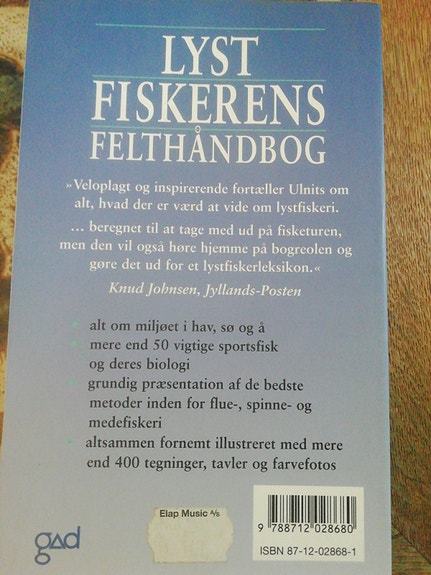 LYST
FISKERENS
FELTHÅNDBOG
»Veloplagt og inspirerende fortæller Ulnits om
alt, hvad der er værd at vide om lystfiskeri.
... beregnet til at tage med ud på fisketuren,
men den vil også høre hjemme på bogreolen og
gøre det ud for et lystfiskerleksikon.«
Knud Johnsen, Jyllands-Posten
alt om miljøet i hav, sø og å
mere end 50 vigtige sportsfisk
og deres biologi
grundig præsentation af de bedste
metoder inden for flue-, spinne- og
medefiskeri
altsammen fornemt illustreret med mere
end 400 tegninger, tavler og farvefotos
gad
Elap Music A/S
9 788712 028680
ISBN 87-12-02868-1